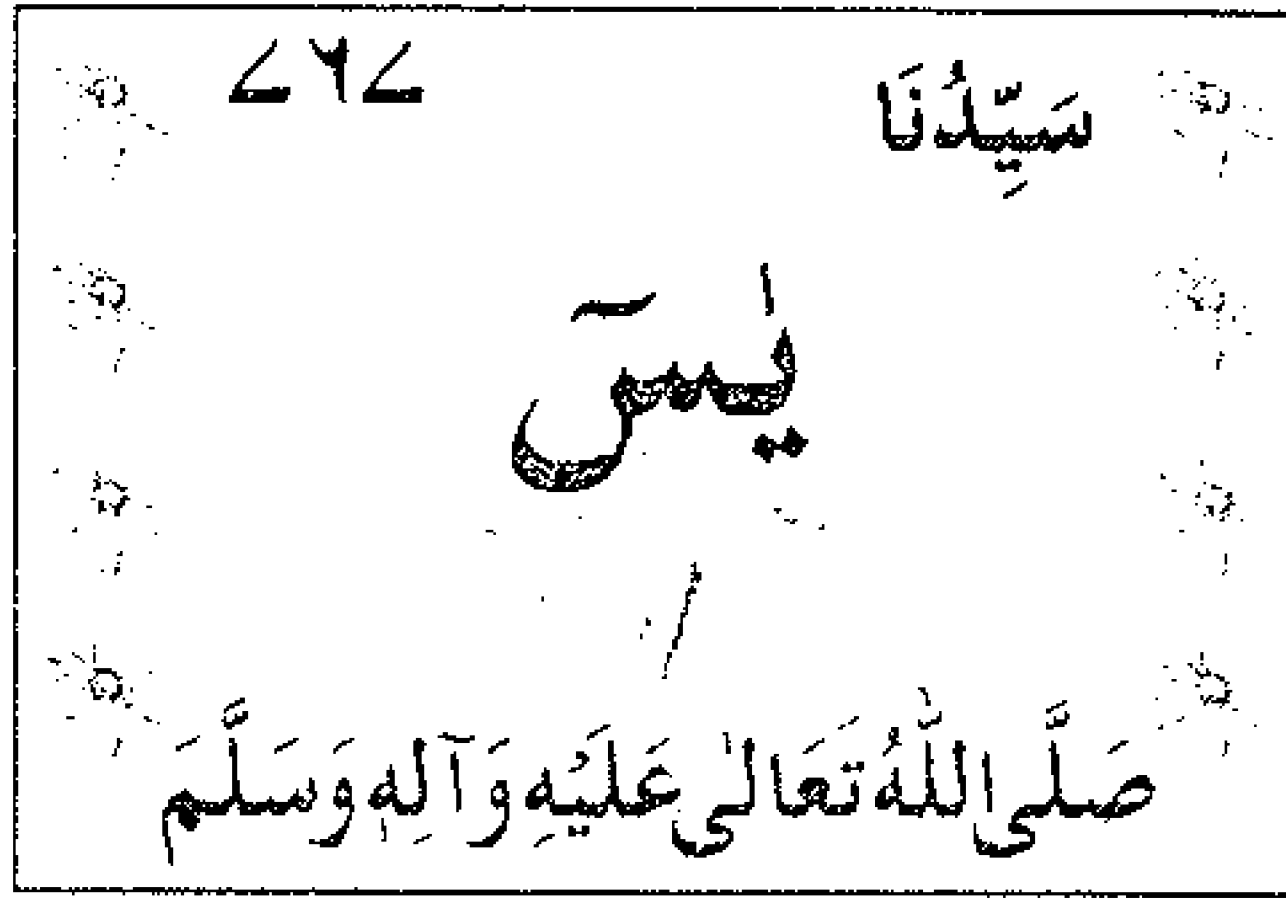 سَيِّدُنَا ۷۶۷
يٰسٓ
صَلَّى اللّٰهُ تَعَالٰى عَلَيْهِ وَآلِهٖ وَسَلَّمَ